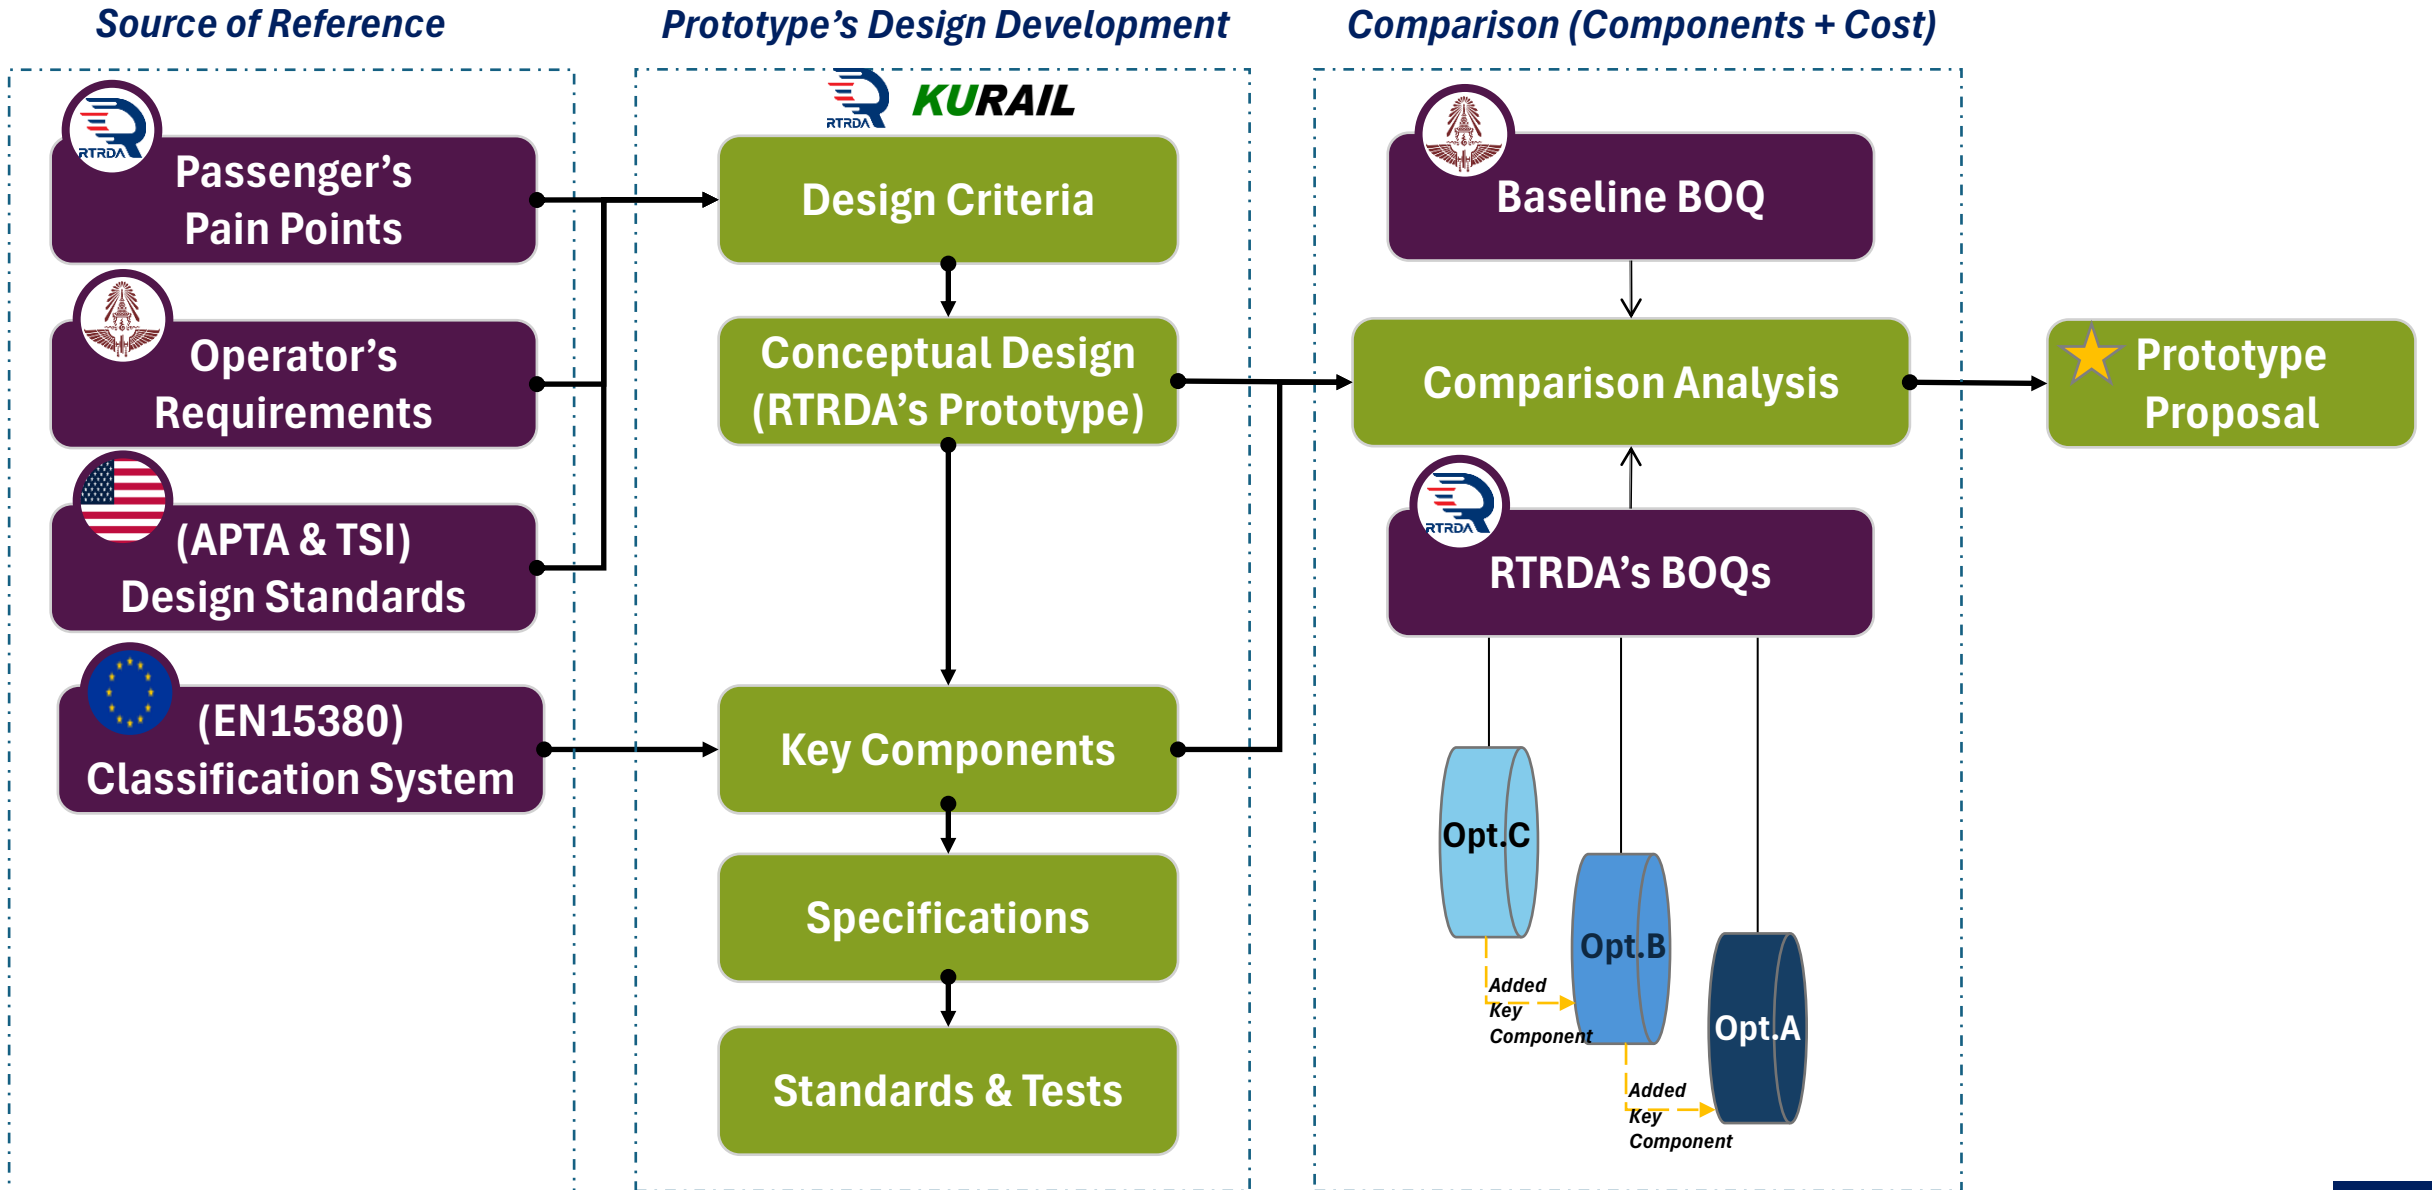 Source of Reference
RTRDA
Passenger's
Pain Points
Operator's
Requirements
(APTA & TSI)
Design Standards
(EN15380)
Classification System
Prototype's Design Development
RTRDA
KURAIL
Design Criteria
Conceptual Design
(RTRDA's Prototype)
Key Components
Specifications
Standards & Tests
Comparison (Components + Cost)
Baseline BOQ
Comparison Analysis
RTRDA
RTRDA's BOQs
Opt.C
Added
Key
Component
Opt.B
Added
Key
Component
Opt.A
Prototype
Proposal